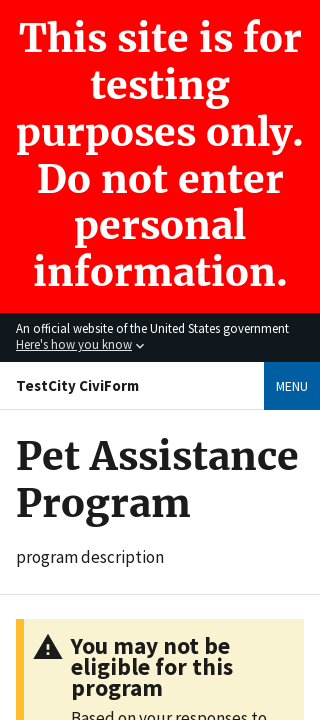 This site is for
testing
purposes only.
Do not enter
personal
information.
An official website of the United States government
Here's how you know
TestCity CiviForm
MENU
Pet Assistance
Program
program description
You may not be
eligible for this
program
Based on your responses to